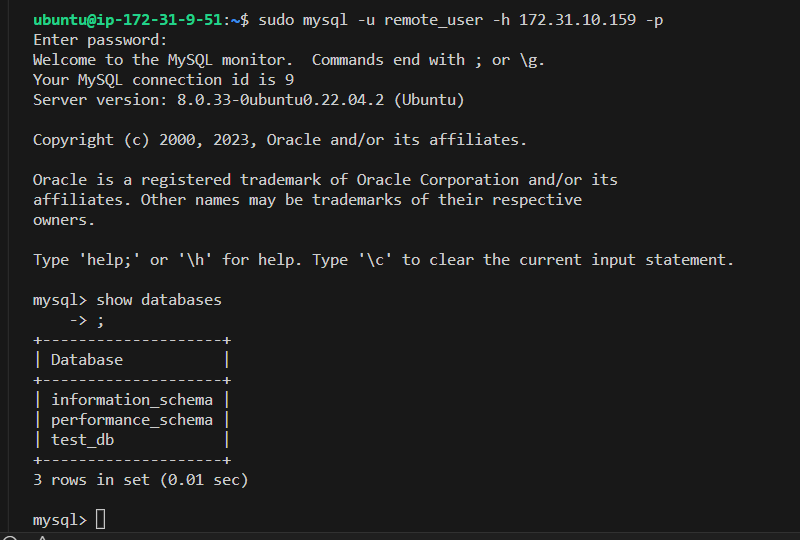 ubuntu@ip-172-31-9-51:~$ sudo mysql -u remote_user -h 172.31.10.159 -p
Enter password:
Welcome to the MySQL monitor.  Commands end with ; or \g.
Your MySQL connection id is 9
Server version: 8.0.33-0ubuntu0.22.04.2 (Ubuntu)

Copyright (c) 2000, 2023, Oracle and/or its affiliates.

Oracle is a registered trademark of Oracle Corporation and/or its
affiliates. Other names may be trademarks of their respective
owners.

Type 'help;' or '\h' for help. Type '\c' to clear the current input statement.

mysql> show databases
    -> ;
+--------------------+
| Database           |
+--------------------+
| information_schema |
| performance_schema |
| test_db            |
+--------------------+
3 rows in set (0.01 sec)

mysql>